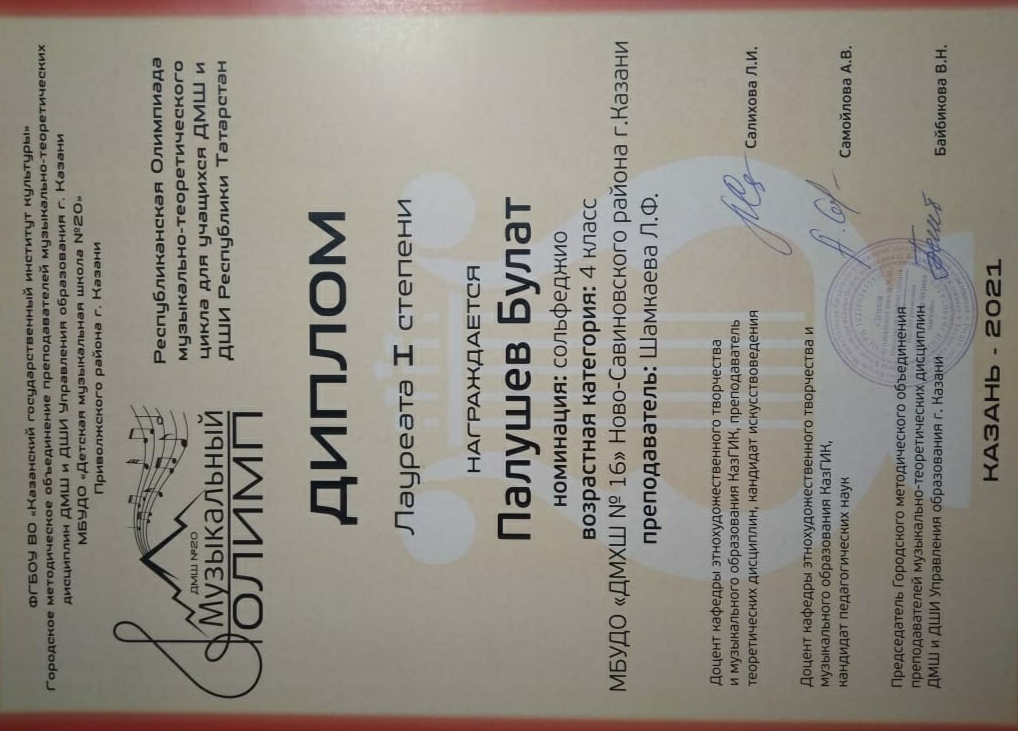 ФГБОУ ВО «Казанский государственный институт культуры»
Городское методическое объединение преподавателей музыкально-теоретических
дисциплин ДМШ и ДШИ Управления образования г. Казани
МБУДО «Детская музыкальная школа №20»
Приволжского района г. Казани
ДМШ №20
Музыкальный
ОЛИМП
Республиканская Олимпиада
музыкально-теоретического
цикла для учащихся ДМШ и
ДШИ Республики Татарстан
ДИПЛОМ
Лауреата I степени
НАГРАЖДАЕТСЯ
Палушев Булат
номинация: сольфеджио
возрастная категория: 4 класс
МБУДО «ДМХШ № 16» Ново-Савиновского района г.Казани
преподаватель: Шамкаева Л.Ф.
Доцент кафедры этнохудожественного творчества
и музыкального образования КазГИК, преподаватель
теоретических дисциплин, кандидат искусствоведения
Салихова Л.И.
Доцент кафедры этнохудожественного творчества и
музыкального образования КазГИК,
кандидат педагогических наук
Самойлова А.В.
Председатель Городского методического объединения
преподавателей музыкально-теоретических дисциплин
ДМШ и ДШИ Управления образования г. Казани
Байбикова В.Н.
КАЗАНЬ - 2021